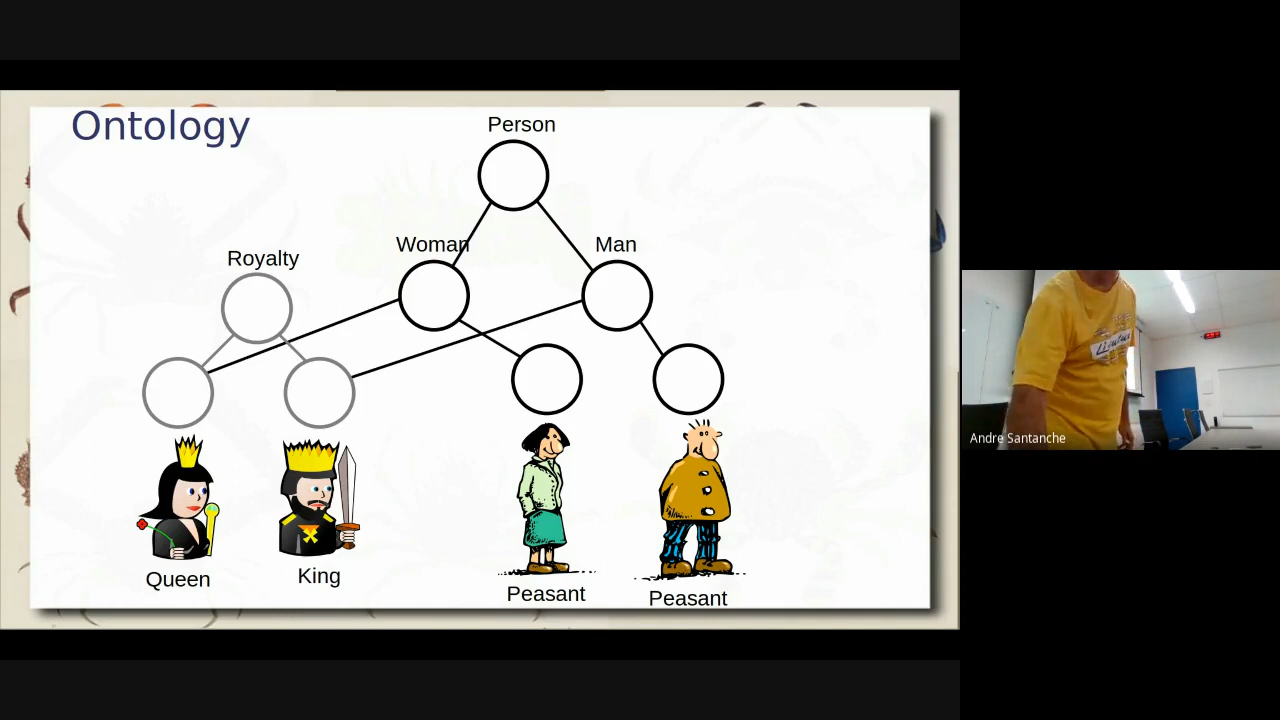 Ontology
Person
Woman
Man
Royalty
Queen
King
Peasant
Peasant
Andre Santanche